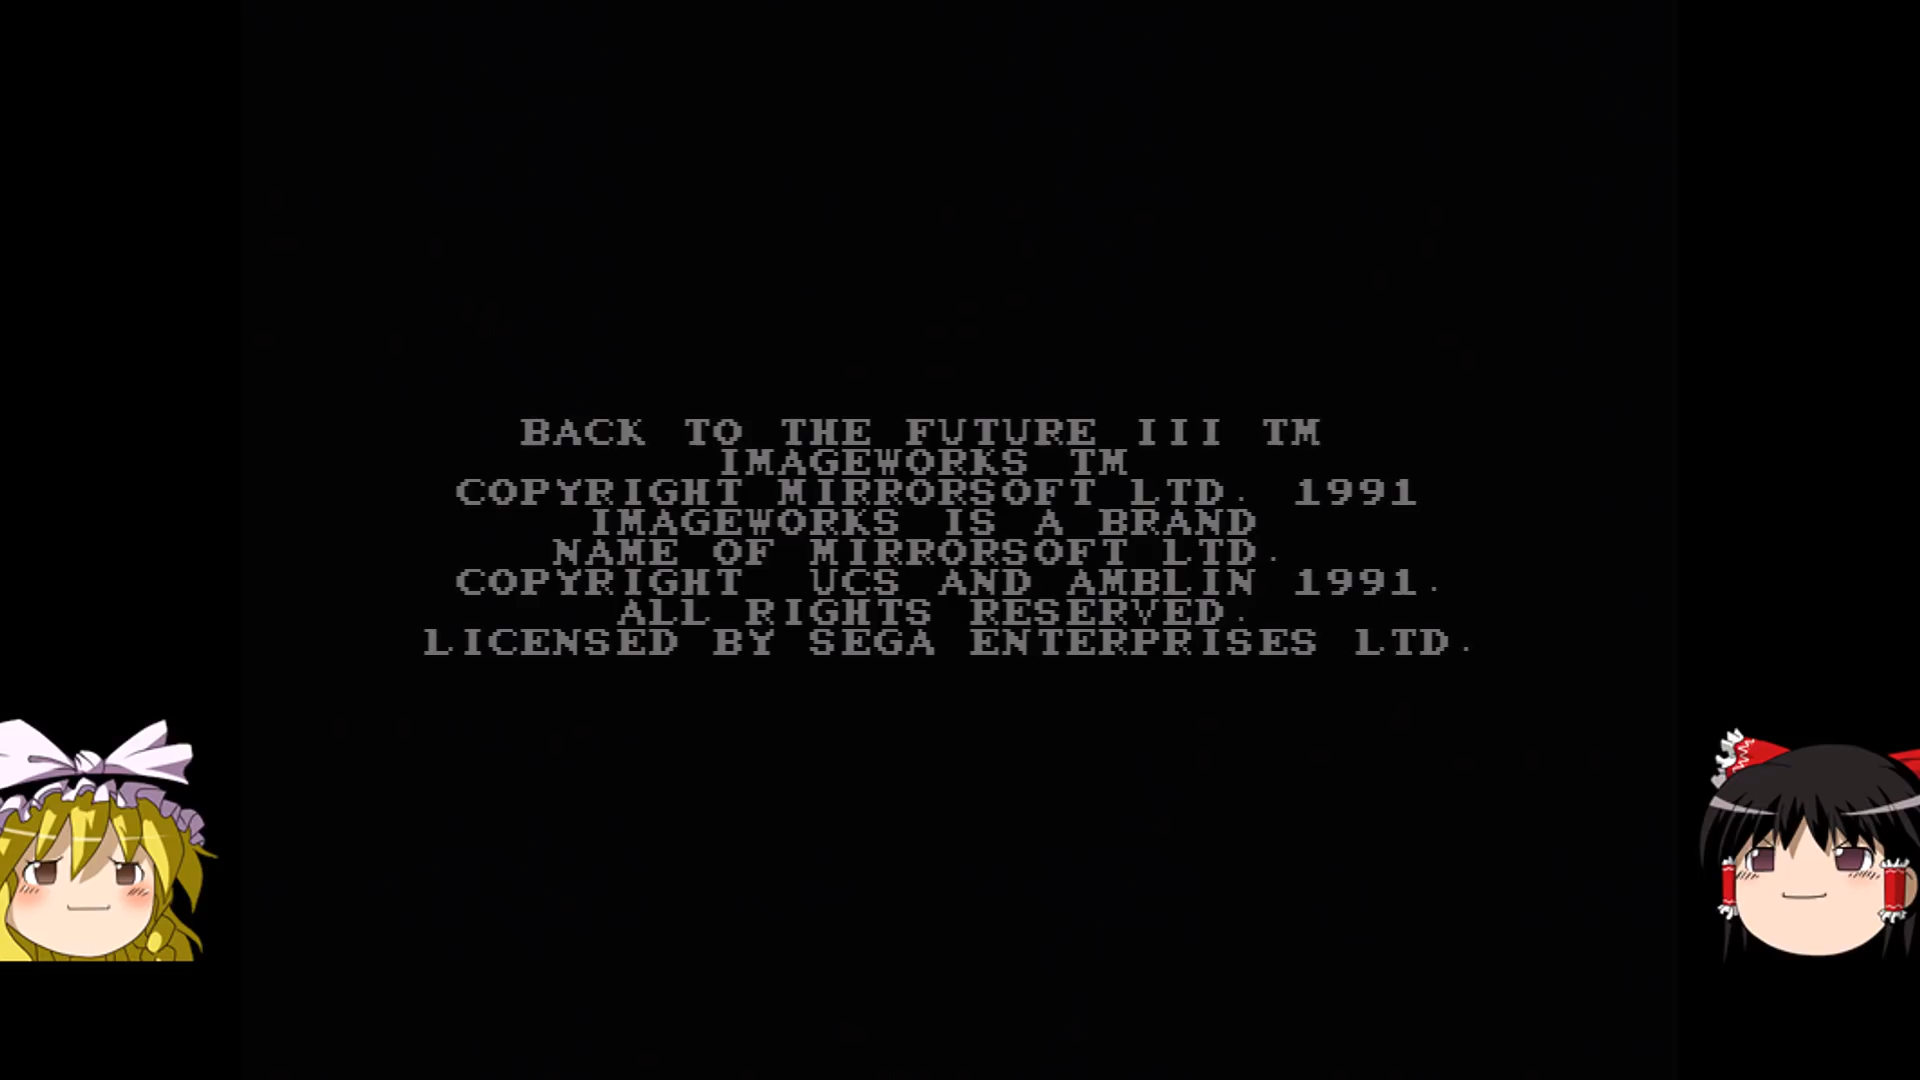 BACK TO THE FUTURE III TM
IMAGEWORKS TM
COPYRIGHT MIRRORSOFT LTD. 1991
IMAGEWORKS IS A BRAND
NAME OF MIRRORSOFT LTD.
COPYRIGHT UCS AND AMBLIN 1991.
ALL RIGHTS RESERVED.
LICENSED BY SEGA ENTERPRISES LTD.